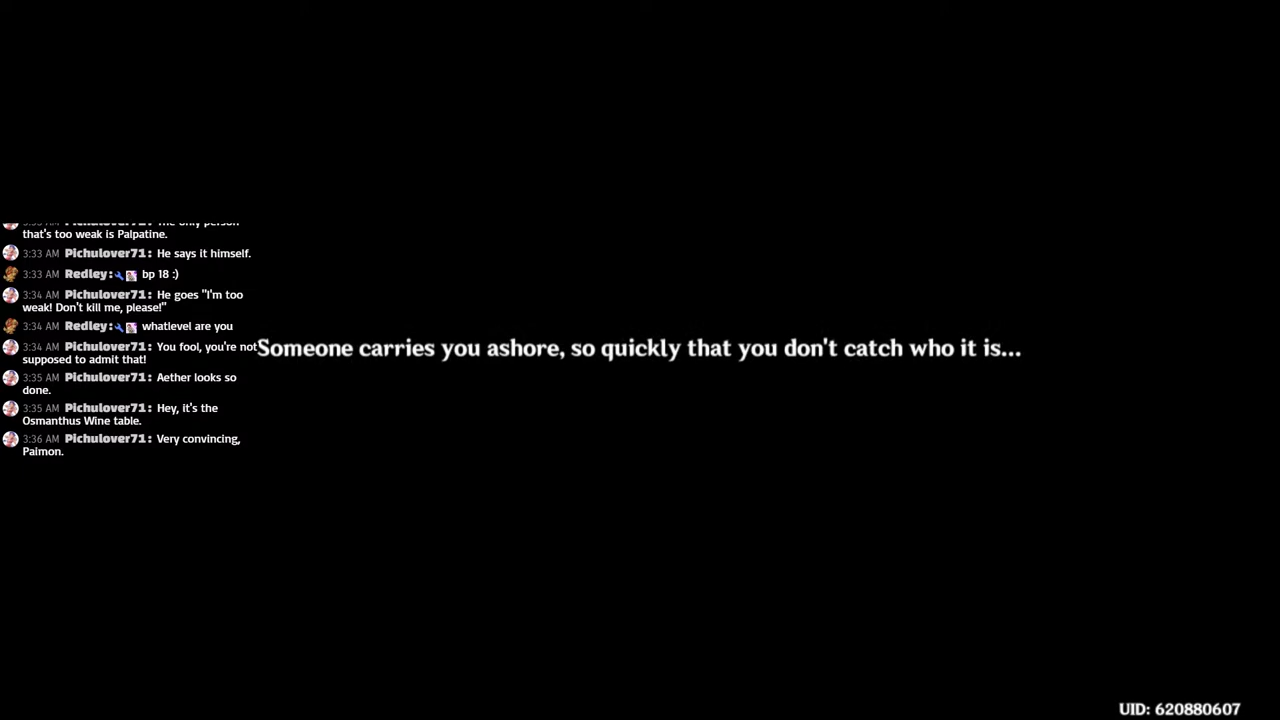 that's too weak is Palpatine.
3:33 AM Pichulover71: He says it himself.
3:33 AM Redley: bp 18 :)
3:34 AM Pichulover71: He goes "I'm too
weak! Don't kill me, please!"
3:34 AM Redley: whatlevel are you
3:34 AM Pichulover71: You fool, you're not
supposed to admit that!
3:35 AM Pichulover71: Aether looks so
done.
3:35 AM Pichulover71: Hey, it's the
Osmanthus Wine table.
3:36 AM Pichulover71: Very convincing,
Paimon.
Someone carries you ashore, so quickly that you don't catch who it is...
UID: 620880607